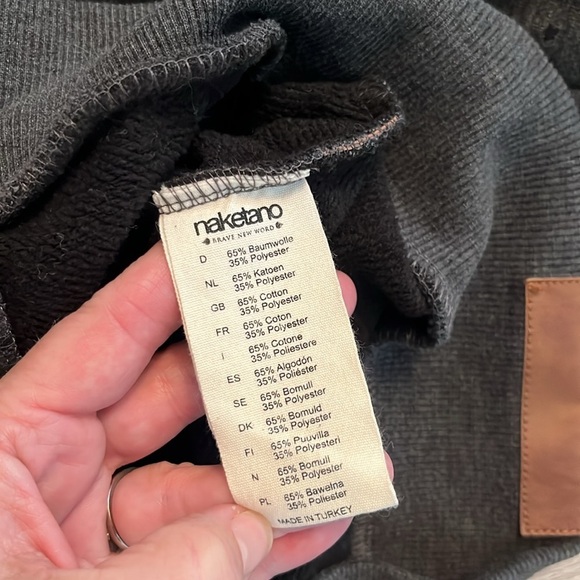 naketano
BRAVE NEW WORD
D 65% Baumwolle
35% Polyester
NL 65% Katoen
35% Polyester
GB 65% Cotton
35% Polyester
FR 65% Coton
35% Polyester
I 65% Cotone
35% Poliestere
ES 65% Algodón
35% Poliéster
SE 65% Bomull
35% Polyester
DK 65% Bomuld
35% Polyester
FI 65% Puuvilla
35% Polyesteri
N 65% Bomull
35% Polyester
PL 65% Bawełna
35% Poliester
MADE IN TURKEY